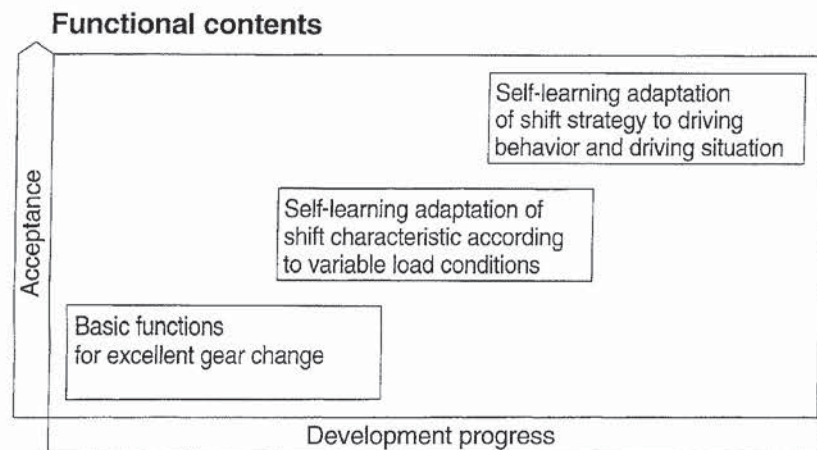 Functional contents
Acceptance
Self-learning adaptation
of shift strategy to driving
behavior and driving situation
Self-learning adaptation of
shift characteristic according
to variable load conditions
Basic functions
for excellent gear change
Development progress